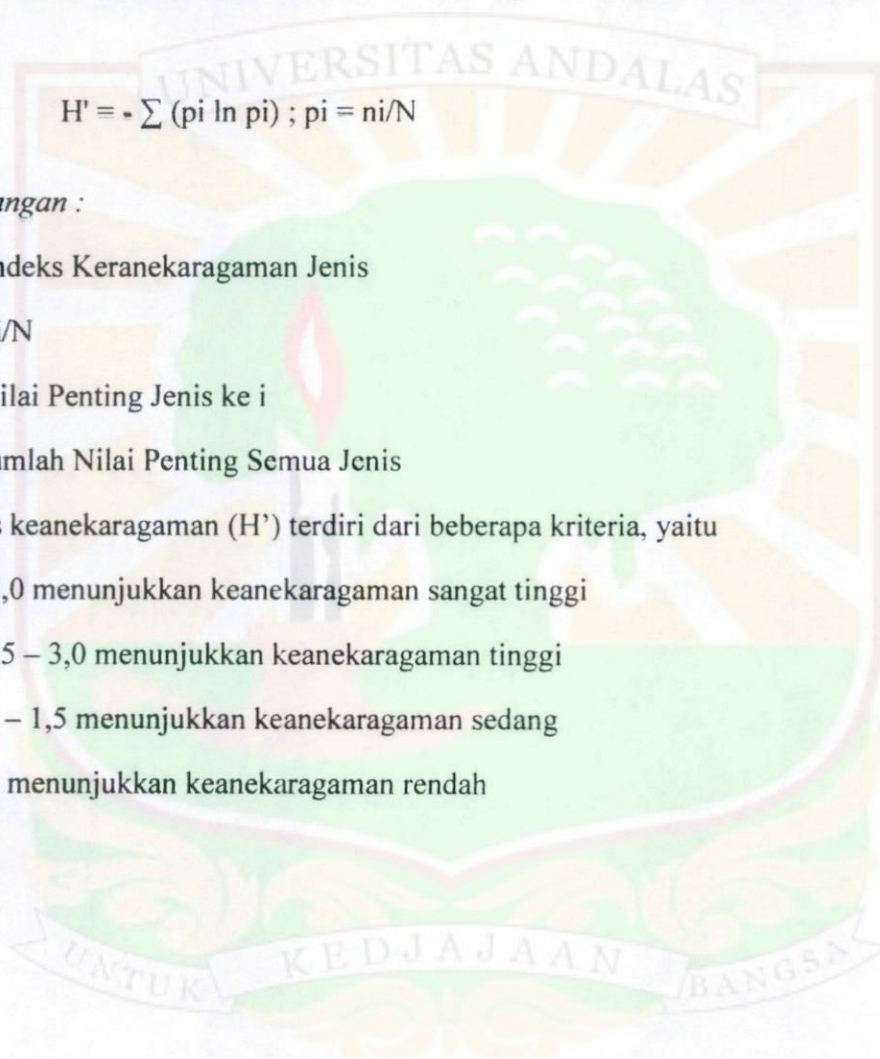 UNIVERSITAS ANDALAS
H' = - ∑ (pi ln pi) ; pi = ni/N
ngan :
ndeks Keranekaragaman Jenis
/N
ilai Penting Jenis ke i
mlah Nilai Penting Semua Jenis
keanekaragaman (H') terdiri dari beberapa kriteria, yaitu
,0 menunjukkan keanekaragaman sangat tinggi
5 – 3,0 menunjukkan keanekaragaman tinggi
– 1,5 menunjukkan keanekaragaman sedang
menunjukkan keanekaragaman rendah
UNTUK KEDJAJAAN BANGSA